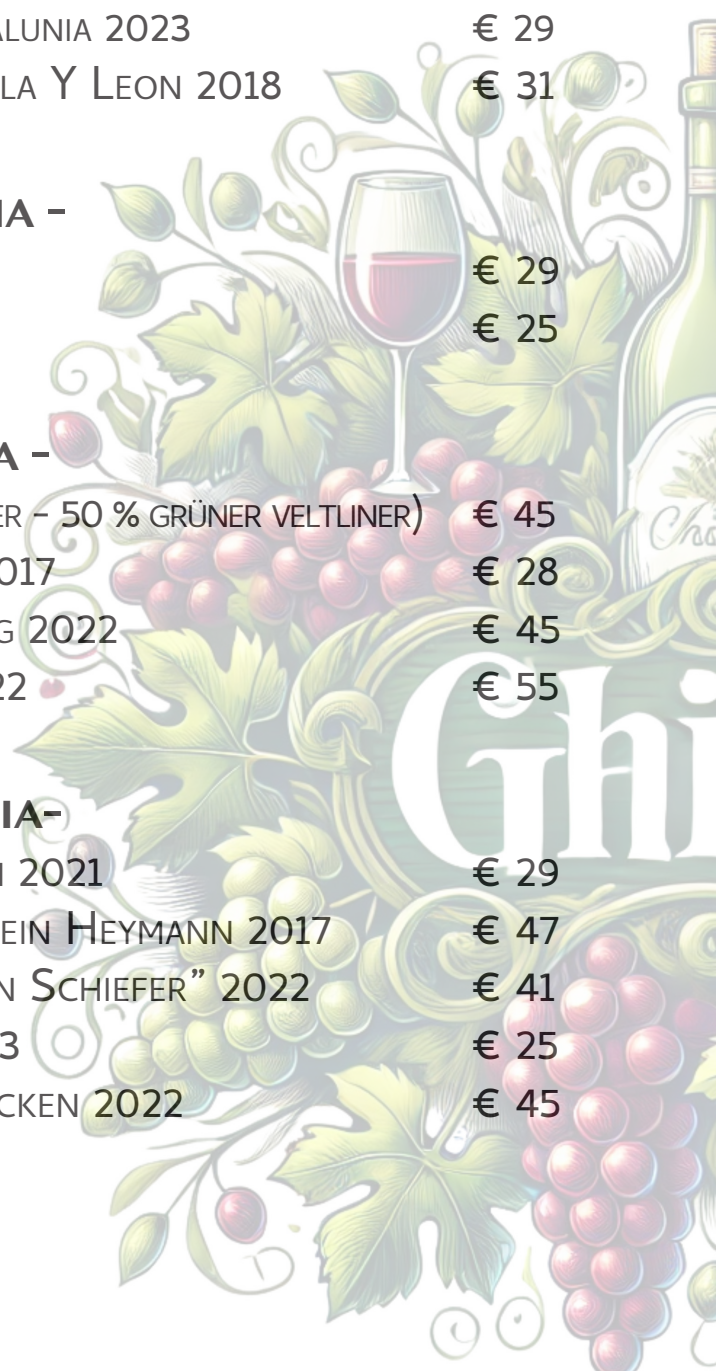 ALUNIA 2023 € 29
LA Y LEON 2018 € 31
IA -
€ 29
€ 25
A -
ER - 50 % GRÜNER VELTLINER) € 45
017 € 28
G 2022 € 45
22 € 55
Ghi
IA-
2021 € 29
EIN HEYMANN 2017 € 47
N SCHIEFER” 2022 € 41
3 € 25
CKEN 2022 € 45